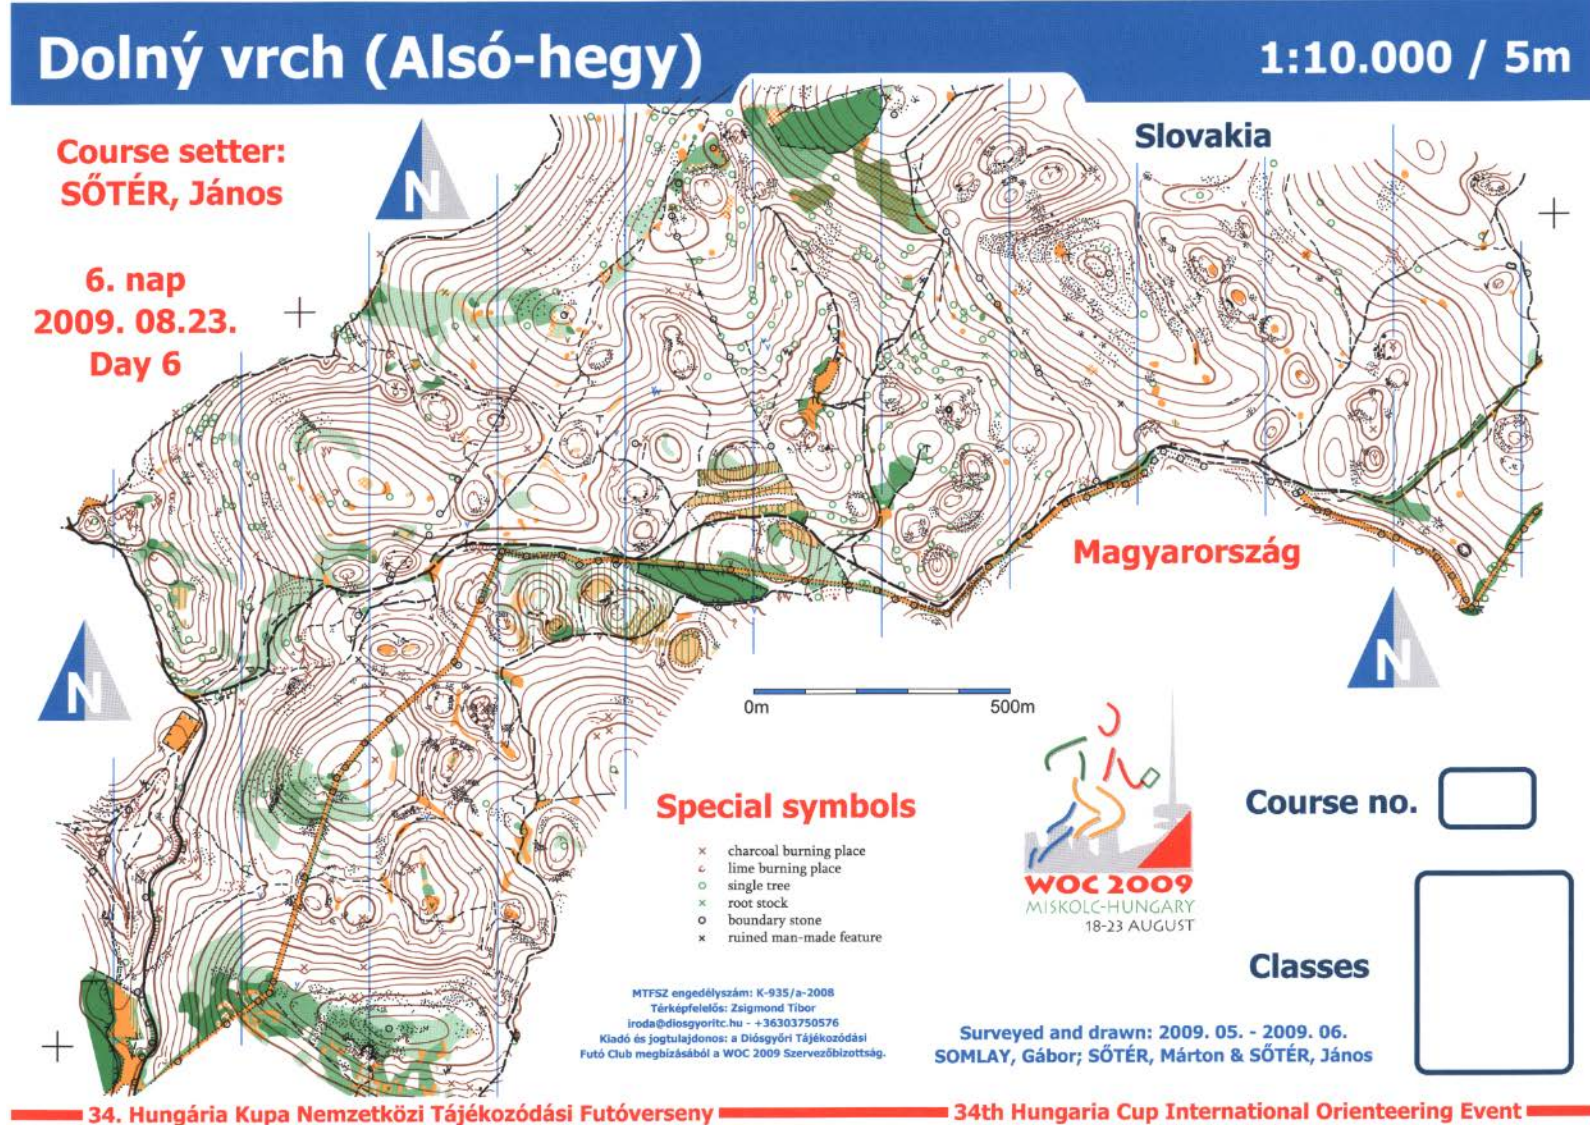 Dolný vrch (Alsó-hegy)
1:10.000 / 5m
Course setter:
SŐTÉR, János
N
Slovakia
6. nap
2009. 08.23.
Day 6
Magyarország
N
N
0m
500m
Special symbols
charcoal burning place
lime burning place
single tree
root stock
boundary stone
ruined man-made feature
WOC 2009
MISKOLC-HUNGARY
18-23 AUGUST
Course no.
Classes
MTFSZ engedélyszám: K-935/a-2008
Térképfelelős: Zsigmond Tibor
iroda@diosgyoritc.hu - +36303750576
Kiadó és jogtulajdonos: a Diósgyőri Tájékozódási
Futó Club megbízásából a WOC 2009 Szervezőbizottság.
Surveyed and drawn: 2009. 05. - 2009. 06.
SOMLAY, Gábor; SŐTÉR, Márton & SŐTÉR, János
34. Hungária Kupa Nemzetközi Tájékozódási Futóverseny
34th Hungaria Cup International Orienteering Event